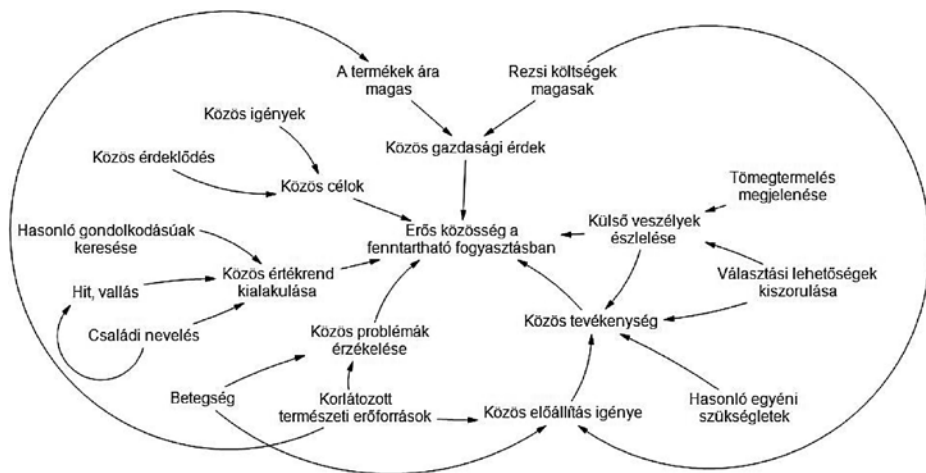 A termékek ára
magas
Rezsi költségek
magasak
Közös igények
Közös gazdasági érdek
Közös érdeklődés
Közös célok
Tömegtermelés
megjelenése
Erős közösség a
fenntartható fogyasztásban
Külső veszélyek
észlelése
Hasonló gondolkodásúak
keresése
Közös értékrend
kialakulása
Választási lehetőségek
kiszorulása
Hit, vallás
Családi nevelés
Közös problémák
érzékelése
Közös tevékenység
Betegség
Korlátozott
természeti erőforrások
Közös előállítás igénye
Hasonló egyéni
szükségletek